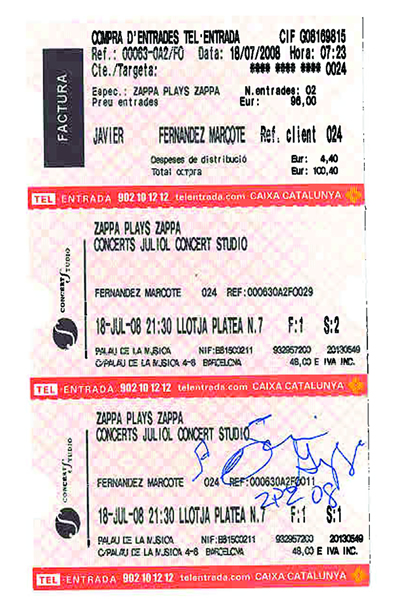 COMPRA D'ENTRADES TEL·ENTRADA CIF G08169815
Ref.: 00063-0A2/FO Data: 18/07/2008 Hora: 07:23
Cte./Targeta: **** **** **** 0024
FACTURA
Espec.: ZAPPA PLAYS ZAPPA N.entrades: 02
Preu entrades Eur: 96,00
JAVIER FERNANDEZ MARCOTE Ref. client 024
Despeses de distribució Eur: 4,40
Total Eur: 100,40
TEL ENTRADA 902 10 12 12 telentrada.com CAIXA CATALUNYA
ZAPPA PLAYS ZAPPA
CONCERTS JULIOL CONCERT STUDIO
CONCERT STUDIO
FERNANDEZ MARCOTE 024 REF:000630A2F0029
18-JUL-08 21:30 LLOTJA PLATEA N.7 F:1 S:2
PALAU DE LA MUSICA NIF:B61500211 932957200 20130549
C/PALAU DE LA MUSICA 4-6 BARCELONA 48,00 E IVA INC.
TEL ENTRADA 902 10 12 12 telentrada.com CAIXA CATALUNYA
ZAPPA PLAYS ZAPPA
CONCERTS JULIOL CONCERT STUDIO
CONCERT STUDIO
FERNANDEZ MARCOTE 024 REF:000630A2F0011
ZPZ 08
18-JUL-08 21:30 LLOTJA PLATEA N.7 F:1 S:1
PALAU DE LA MUSICA NIF:B61500211 932957200 20130549
C/PALAU DE LA MUSICA 4-6 BARCELONA 48,00 E IVA INC.
TEL ENTRADA 902 10 12 12 telentrada.com CAIXA CATALUNYA